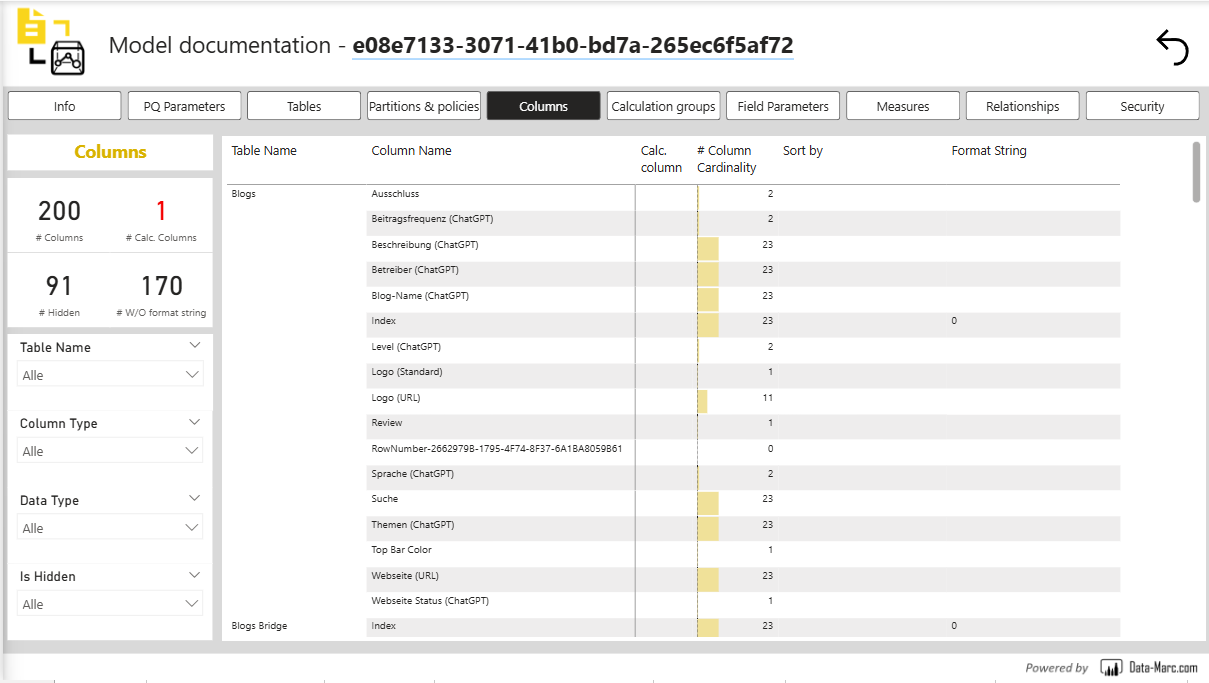 Model documentation - e08e7133-3071-41b0-bd7a-265ec6f5af72
Info PQ Parameters Tables Partitions & policies Columns Calculation groups Field Parameters Measures Relationships Security
Columns
200 1
# Columns # Calc. Columns
91 170
# Hidden # W/O format string
Table Name
Alle
Column Type
Alle
Data Type
Alle
Is Hidden
Alle
Table Name Column Name Calc. column # Column Cardinality Sort by Format String
Blogs Ausschluss 2
Beitragsfrequenz (ChatGPT) 2
Beschreibung (ChatGPT) 23
Betreiber (ChatGPT) 23
Blog-Name (ChatGPT) 23
Index 23 0
Level (ChatGPT) 2
Logo (Standard) 1
Logo (URL) 11
Review 1
RowNumber-2662979B-1795-4F74-8F37-6A1BA8059B61 0
Sprache (ChatGPT) 2
Suche 23
Themen (ChatGPT) 23
Top Bar Color 1
Webseite (URL) 23
Webseite Status (ChatGPT) 1
Blogs Bridge Index 23 0
Powered by Data-Marc.com